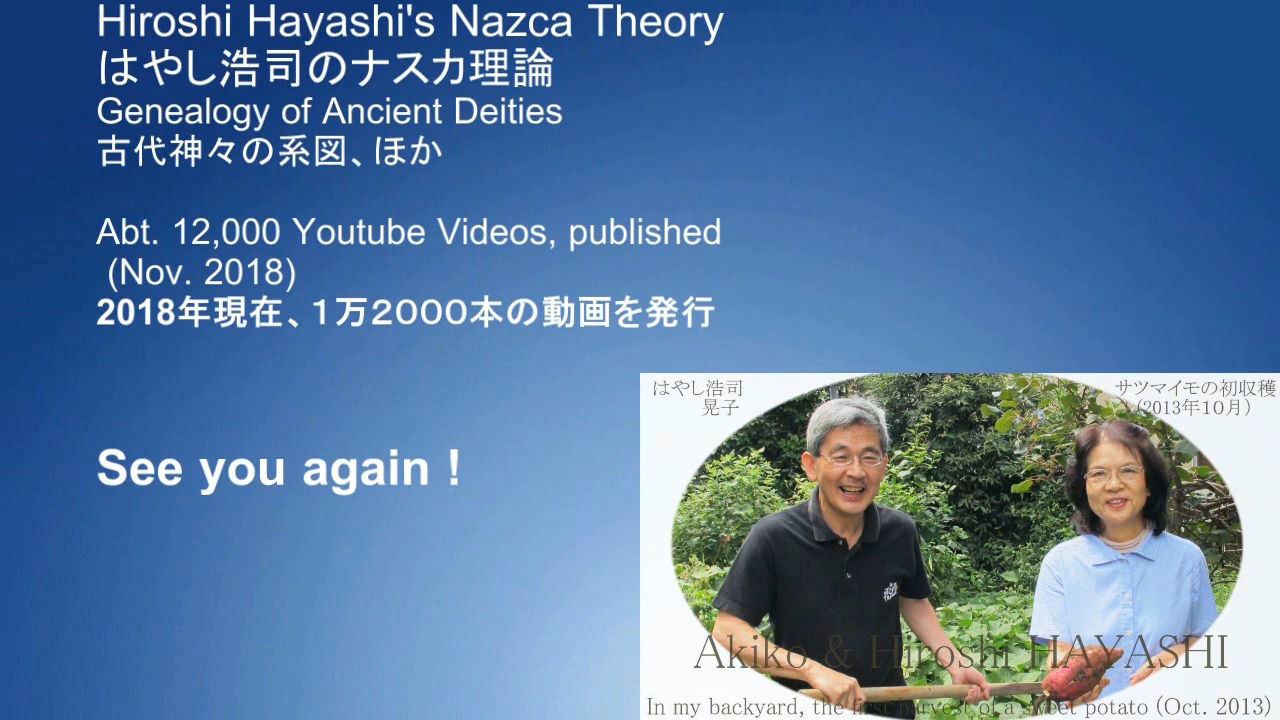 Hiroshi Hayashi's Nazca Theory
はやし浩司のナスカ理論
Genealogy of Ancient Deities
古代神々の系図、ほか
Abt. 12,000 Youtube Videos, published
(Nov. 2018)
2018年現在、１万２０００本の動画を発行
See you again !
はやし浩司
晃子
サツマイモの初収穫
(2013年10月)
Akiko & Hiroshi HAYASHI
In my backyard, the first harvest of a sweet potato (Oct. 2013)